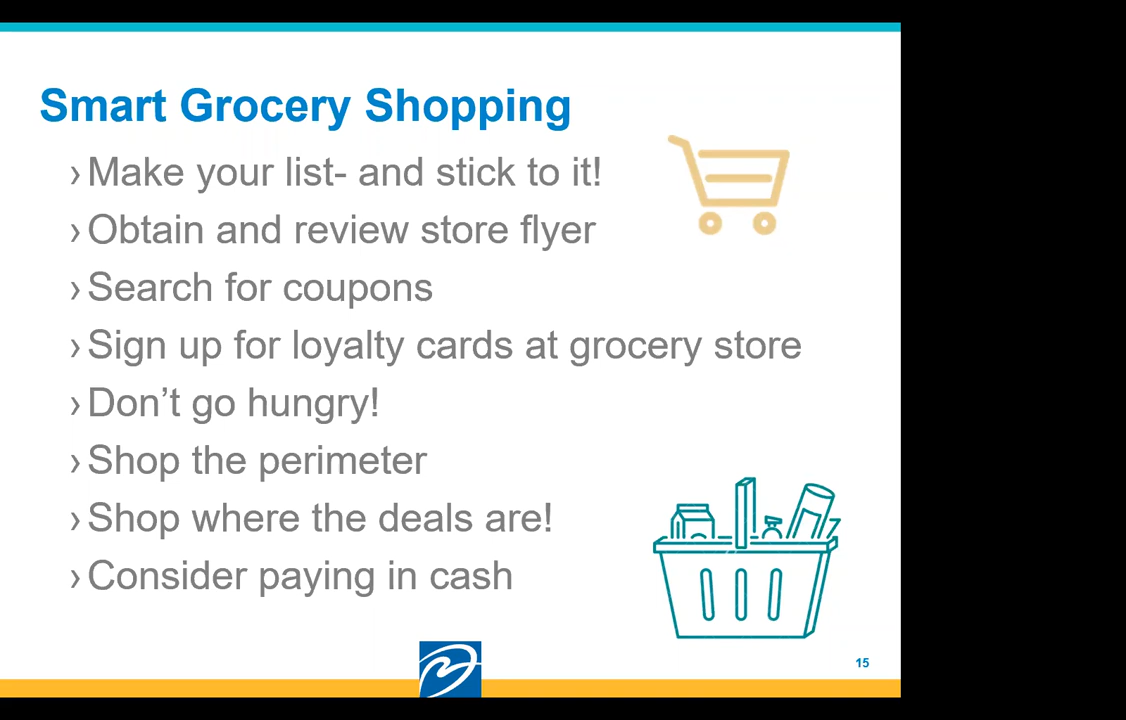 Smart Grocery Shopping
› Make your list- and stick to it!
› Obtain and review store flyer
› Search for coupons
› Sign up for loyalty cards at grocery store
› Don’t go hungry!
› Shop the perimeter
› Shop where the deals are!
› Consider paying in cash
15